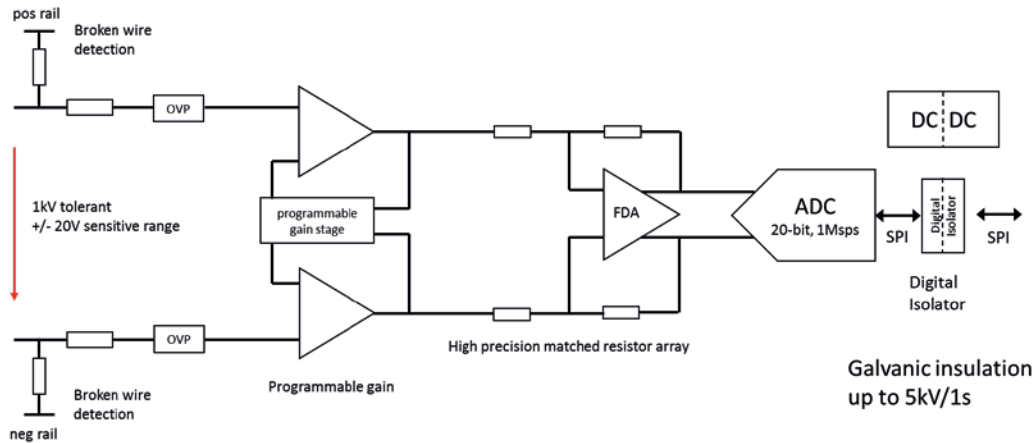 pos rail
Broken wire
detection
OVP
1kV tolerant
+/- 20V sensitive range
programmable
gain stage
FDA
ADC
20-bit, 1Msps
DC DC
SPI
Digital
Isolator
SPI
Digital
Isolator
OVP
High precision matched resistor array
Programmable gain
Broken wire
detection
neg rail
Galvanic insulation
up to 5kV/1s